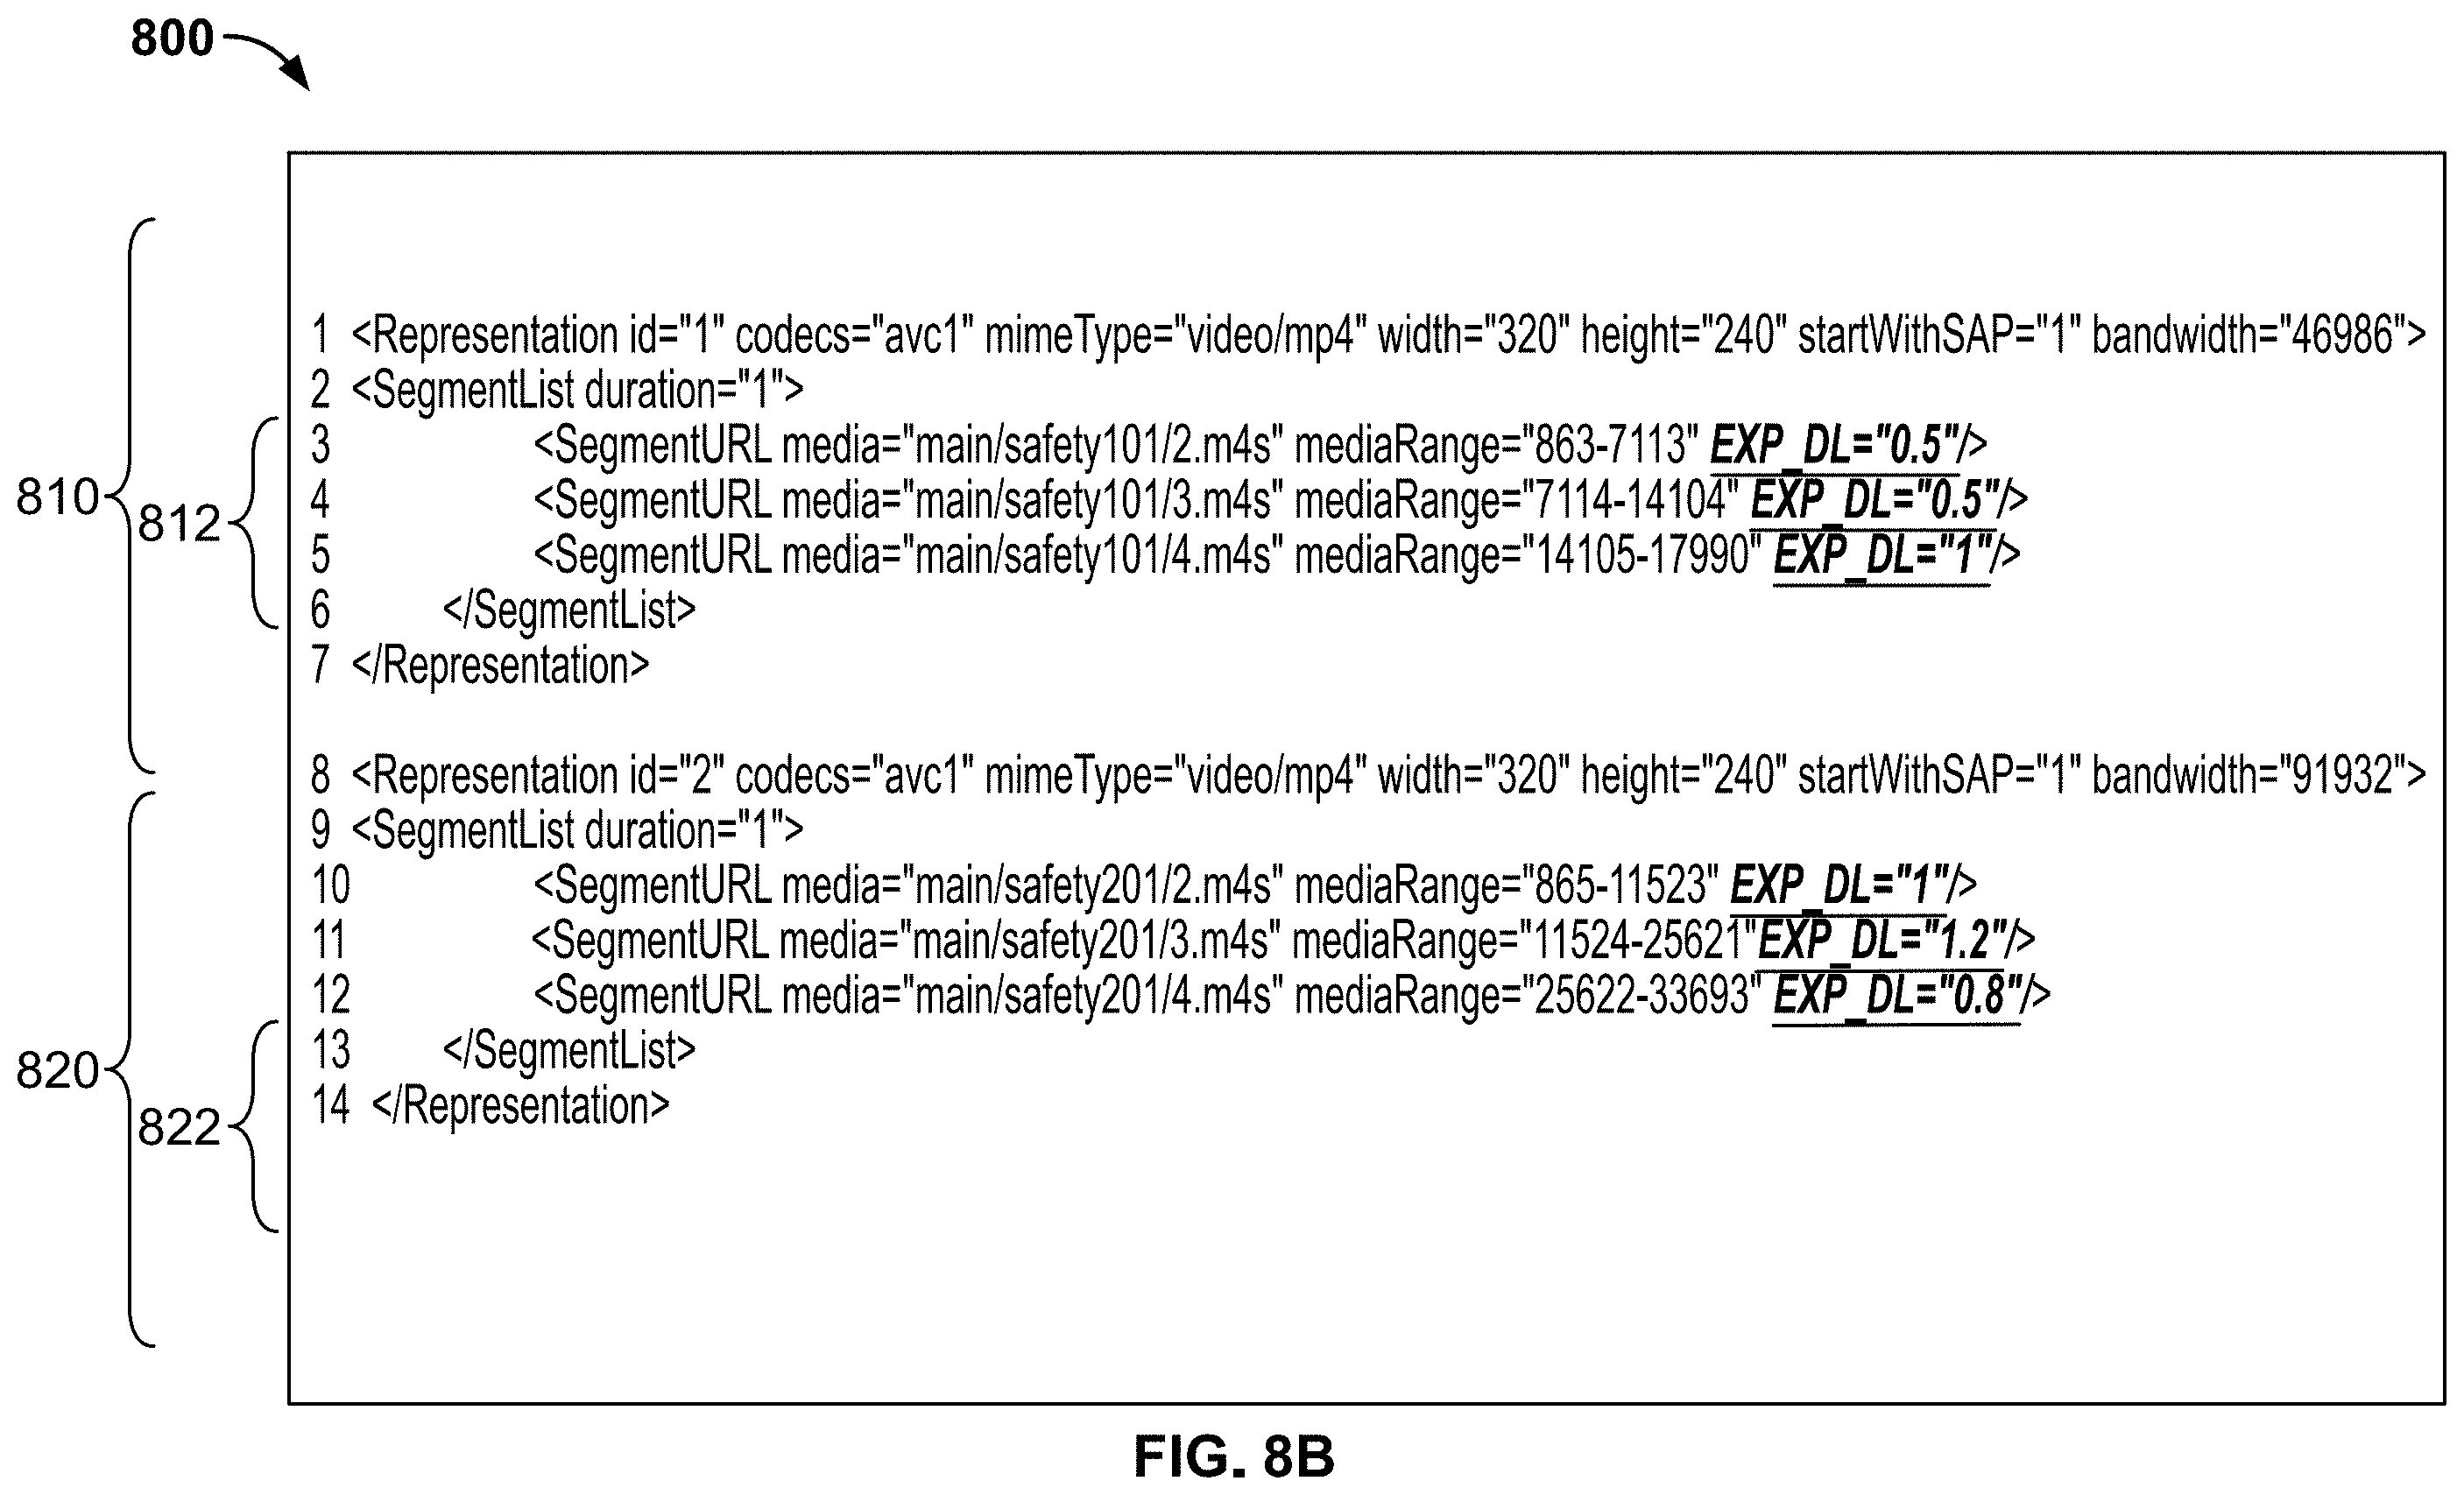 800
810
812
1 <Representation id="1" codecs="avc1" mimeType="video/mp4" width="320" height="240" startWithSAP="1" bandwidth="46986">
2 <SegmentList duration="1">
3 <SegmentURL media="main/safety101/2.m4s" mediaRange="863-7113" EXP_DL="0.5"/>
4 <SegmentURL media="main/safety101/3.m4s" mediaRange="7114-14104" EXP_DL="0.5"/>
5 <SegmentURL media="main/safety101/4.m4s" mediaRange="14105-17990" EXP_DL="1"/>
6 </SegmentList>
7 </Representation>
820
822
8 <Representation id="2" codecs="avc1" mimeType="video/mp4" width="320" height="240" startWithSAP="1" bandwidth="91932">
9 <SegmentList duration="1">
10 <SegmentURL media="main/safety201/2.m4s" mediaRange="865-11523" EXP_DL="1"/>
11 <SegmentURL media="main/safety201/3.m4s" mediaRange="11524-25621"EXP_DL="1.2"/>
12 <SegmentURL media="main/safety201/4.m4s" mediaRange="25622-33693" EXP_DL="0.8"/>
13 </SegmentList>
14 </Representation>
FIG. 8B